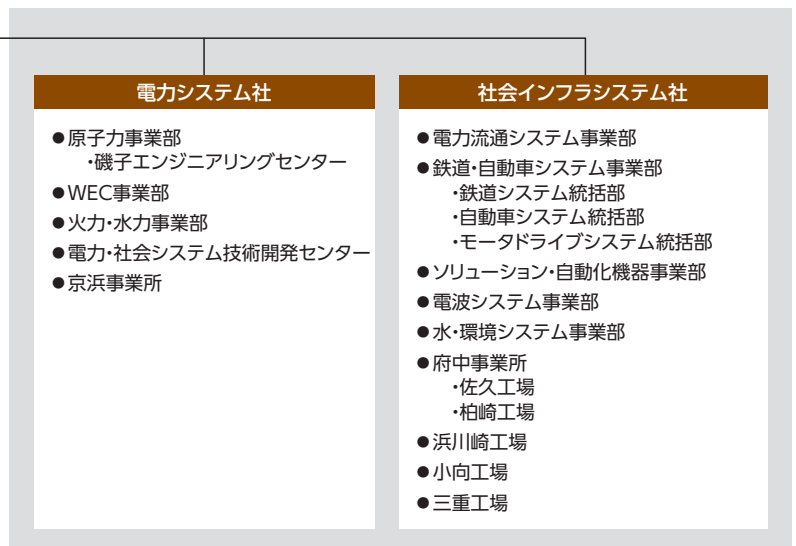 電力システム社
●原子力事業部
・磯子エンジニアリングセンター
●WEC事業部
●火力・水力事業部
●電力・社会システム技術開発センター
●京浜事業所
社会インフラシステム社
●電力流通システム事業部
●鉄道・自動車システム事業部
・鉄道システム統括部
・自動車システム統括部
・モータドライブシステム統括部
●ソリューション・自動化機器事業部
●電波システム事業部
●水・環境システム事業部
●府中事業所
・佐久工場
・柏崎工場
●浜川崎工場
●小向工場
●三重工場